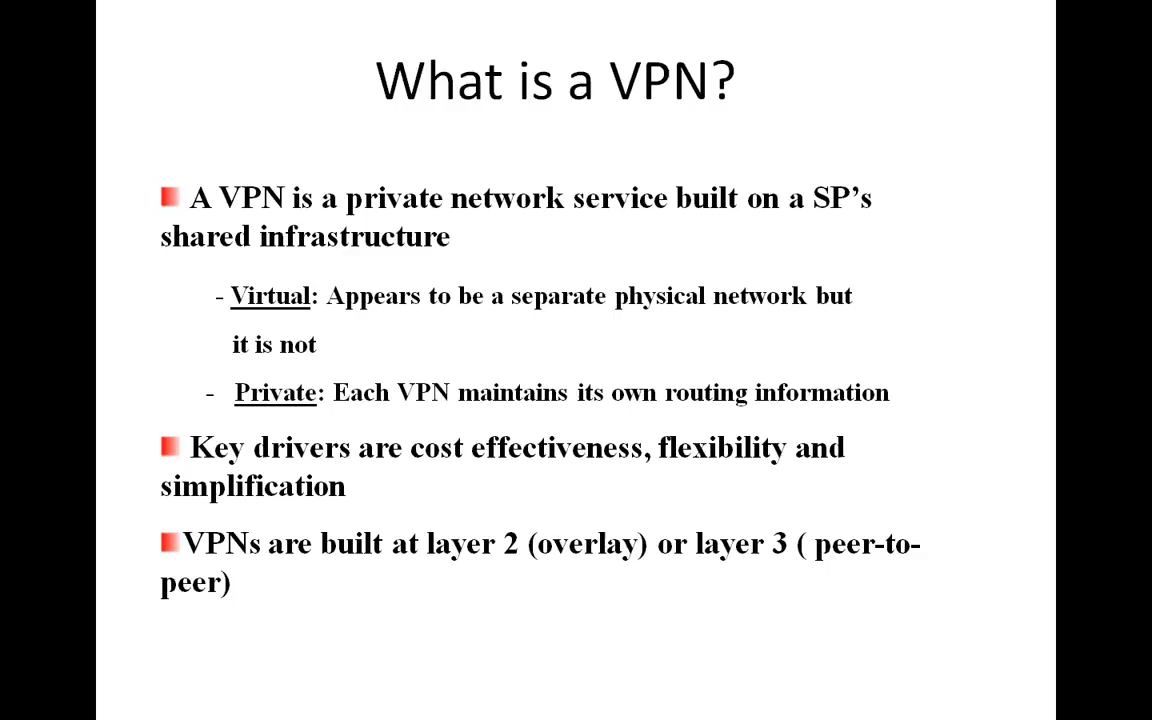 What is a VPN?
A VPN is a private network service built on a SP’s
shared infrastructure
- Virtual: Appears to be a separate physical network but
it is not
- Private: Each VPN maintains its own routing information
Key drivers are cost effectiveness, flexibility and
simplification
VPNs are built at layer 2 (overlay) or layer 3 ( peer-to-
peer)